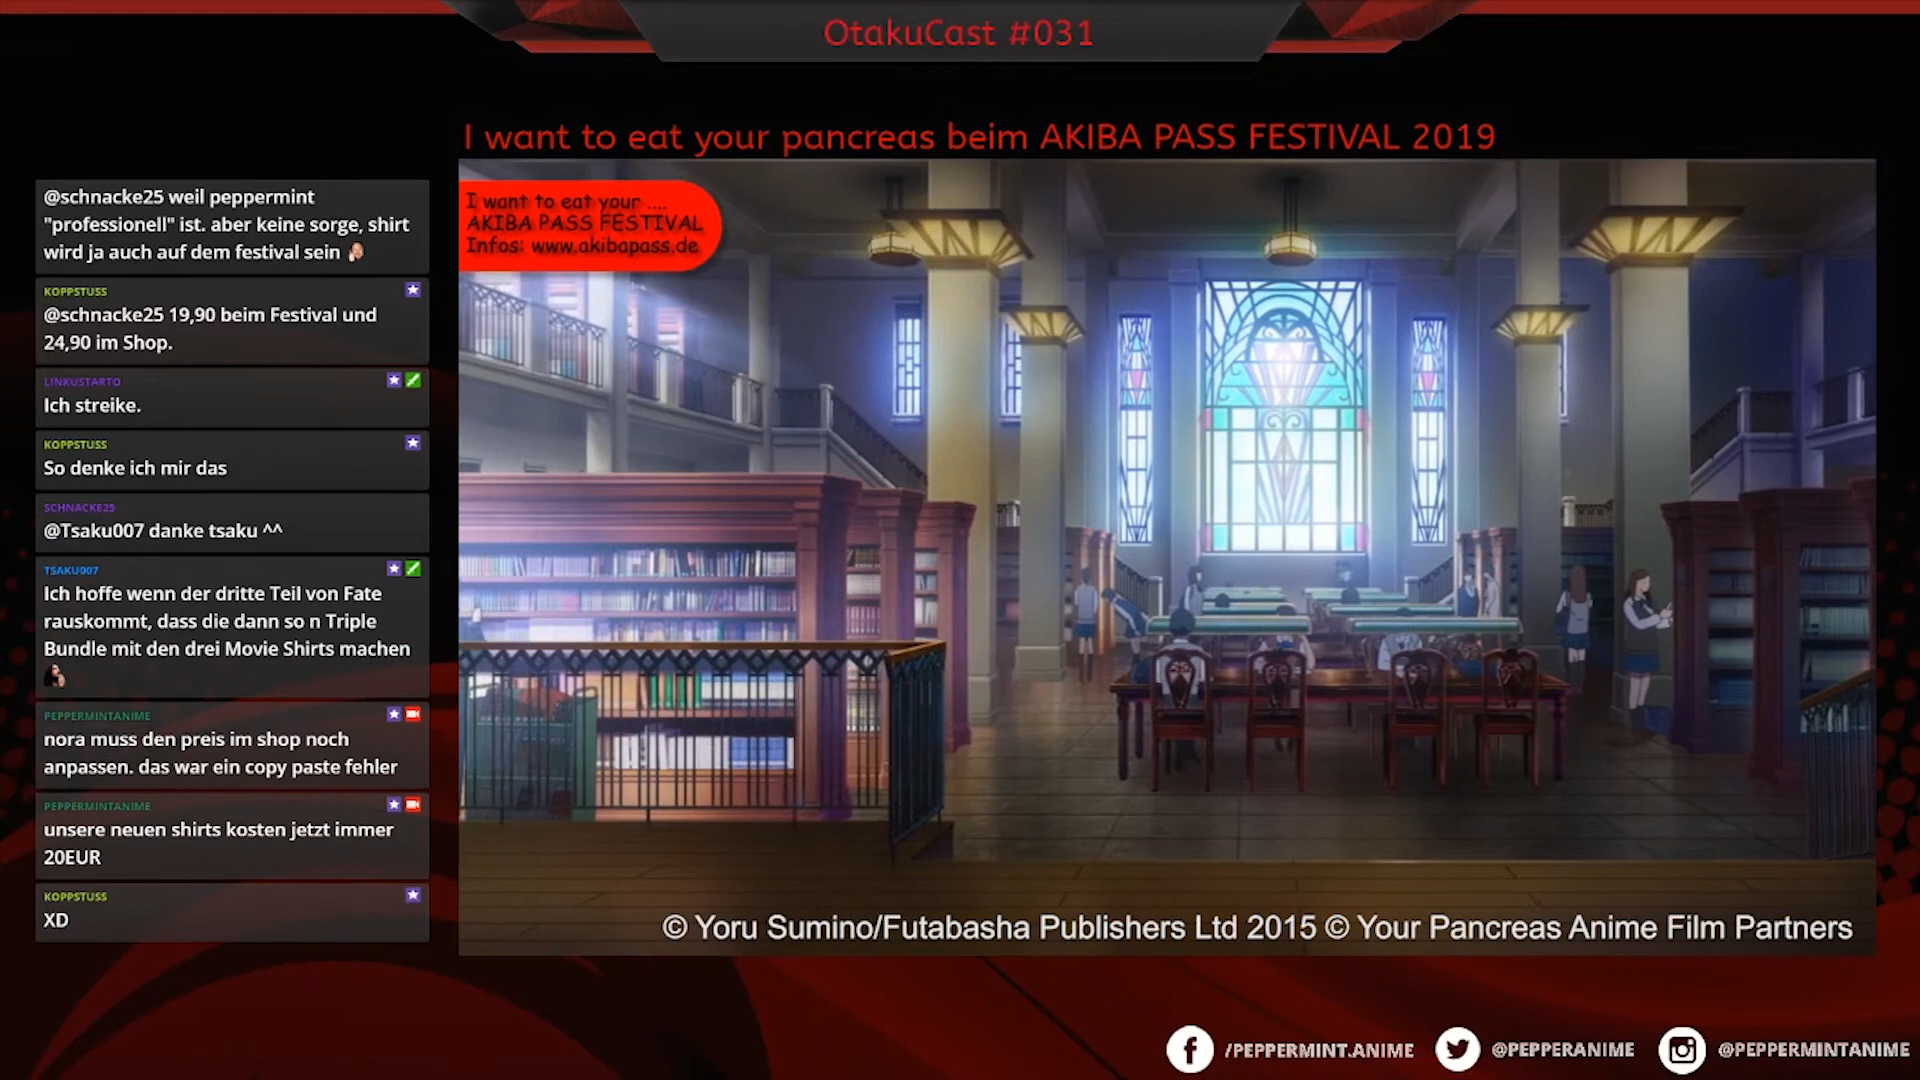 OtakuCast #031
I want to eat your pancreas beim AKIBA PASS FESTIVAL 2019
I want to eat your ....
AKIBA PASS FESTIVAL
Infos: www.akibapass.de
@schnacke25 weil peppermint
"professionell" ist. aber keine sorge, shirt
wird ja auch auf dem festival sein
KOPPSTUSS
@schnacke25 19,90 beim Festival und
24,90 im Shop.
LINKUSTARTO
Ich streike.
KOPPSTUSS
So denke ich mir das
SCHNACKE25
@Tsaku007 danke tsaku ^^
TSAKU007
Ich hoffe wenn der dritte Teil von Fate
rauskommt, dass die dann so n Triple
Bundle mit den drei Movie Shirts machen
PEPPERMINTANIME
nora muss den preis im shop noch
anpassen. das war ein copy paste fehler
PEPPERMINTANIME
unsere neuen shirts kosten jetzt immer
20EUR
KOPPSTUSS
XD
© Yoru Sumino/Futabasha Publishers Ltd 2015 © Your Pancreas Anime Film Partners
/PEPPERMINT.ANIME
@PEPPERANIME
@PEPPERMINTANIME